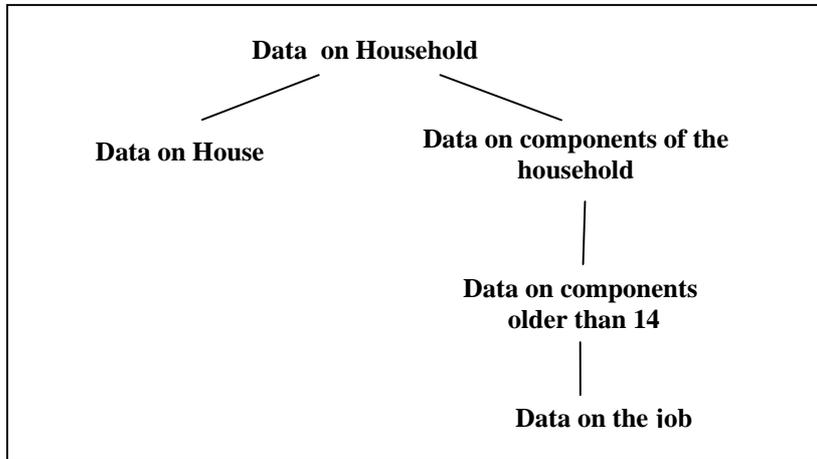 Data on Household
Data on House
Data on components of the
household
Data on components
older than 14
Data on the job